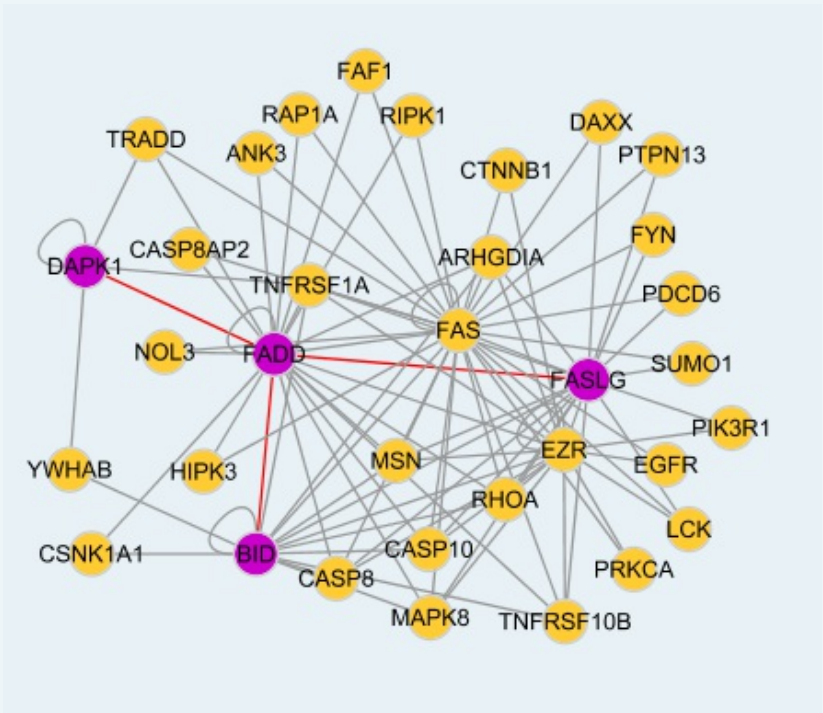 FAF1
RAP1A
RIPK1
DAXX
TRADD
ANK3
PTPN13
CTNNB1
FYN
CASP8AP2
ARHGDIA
DAPK1
TNFRSF1A
PDCD6
FAS
NOL3
FADD
SUMO1
FASLG
PIK3R1
EZR
MSN
EGFR
YWHAB
HIPK3
RHOA
LCK
CASP10
CSNK1A1
BID
PRKCA
CASP8
MAPK8
TNFRSF10B